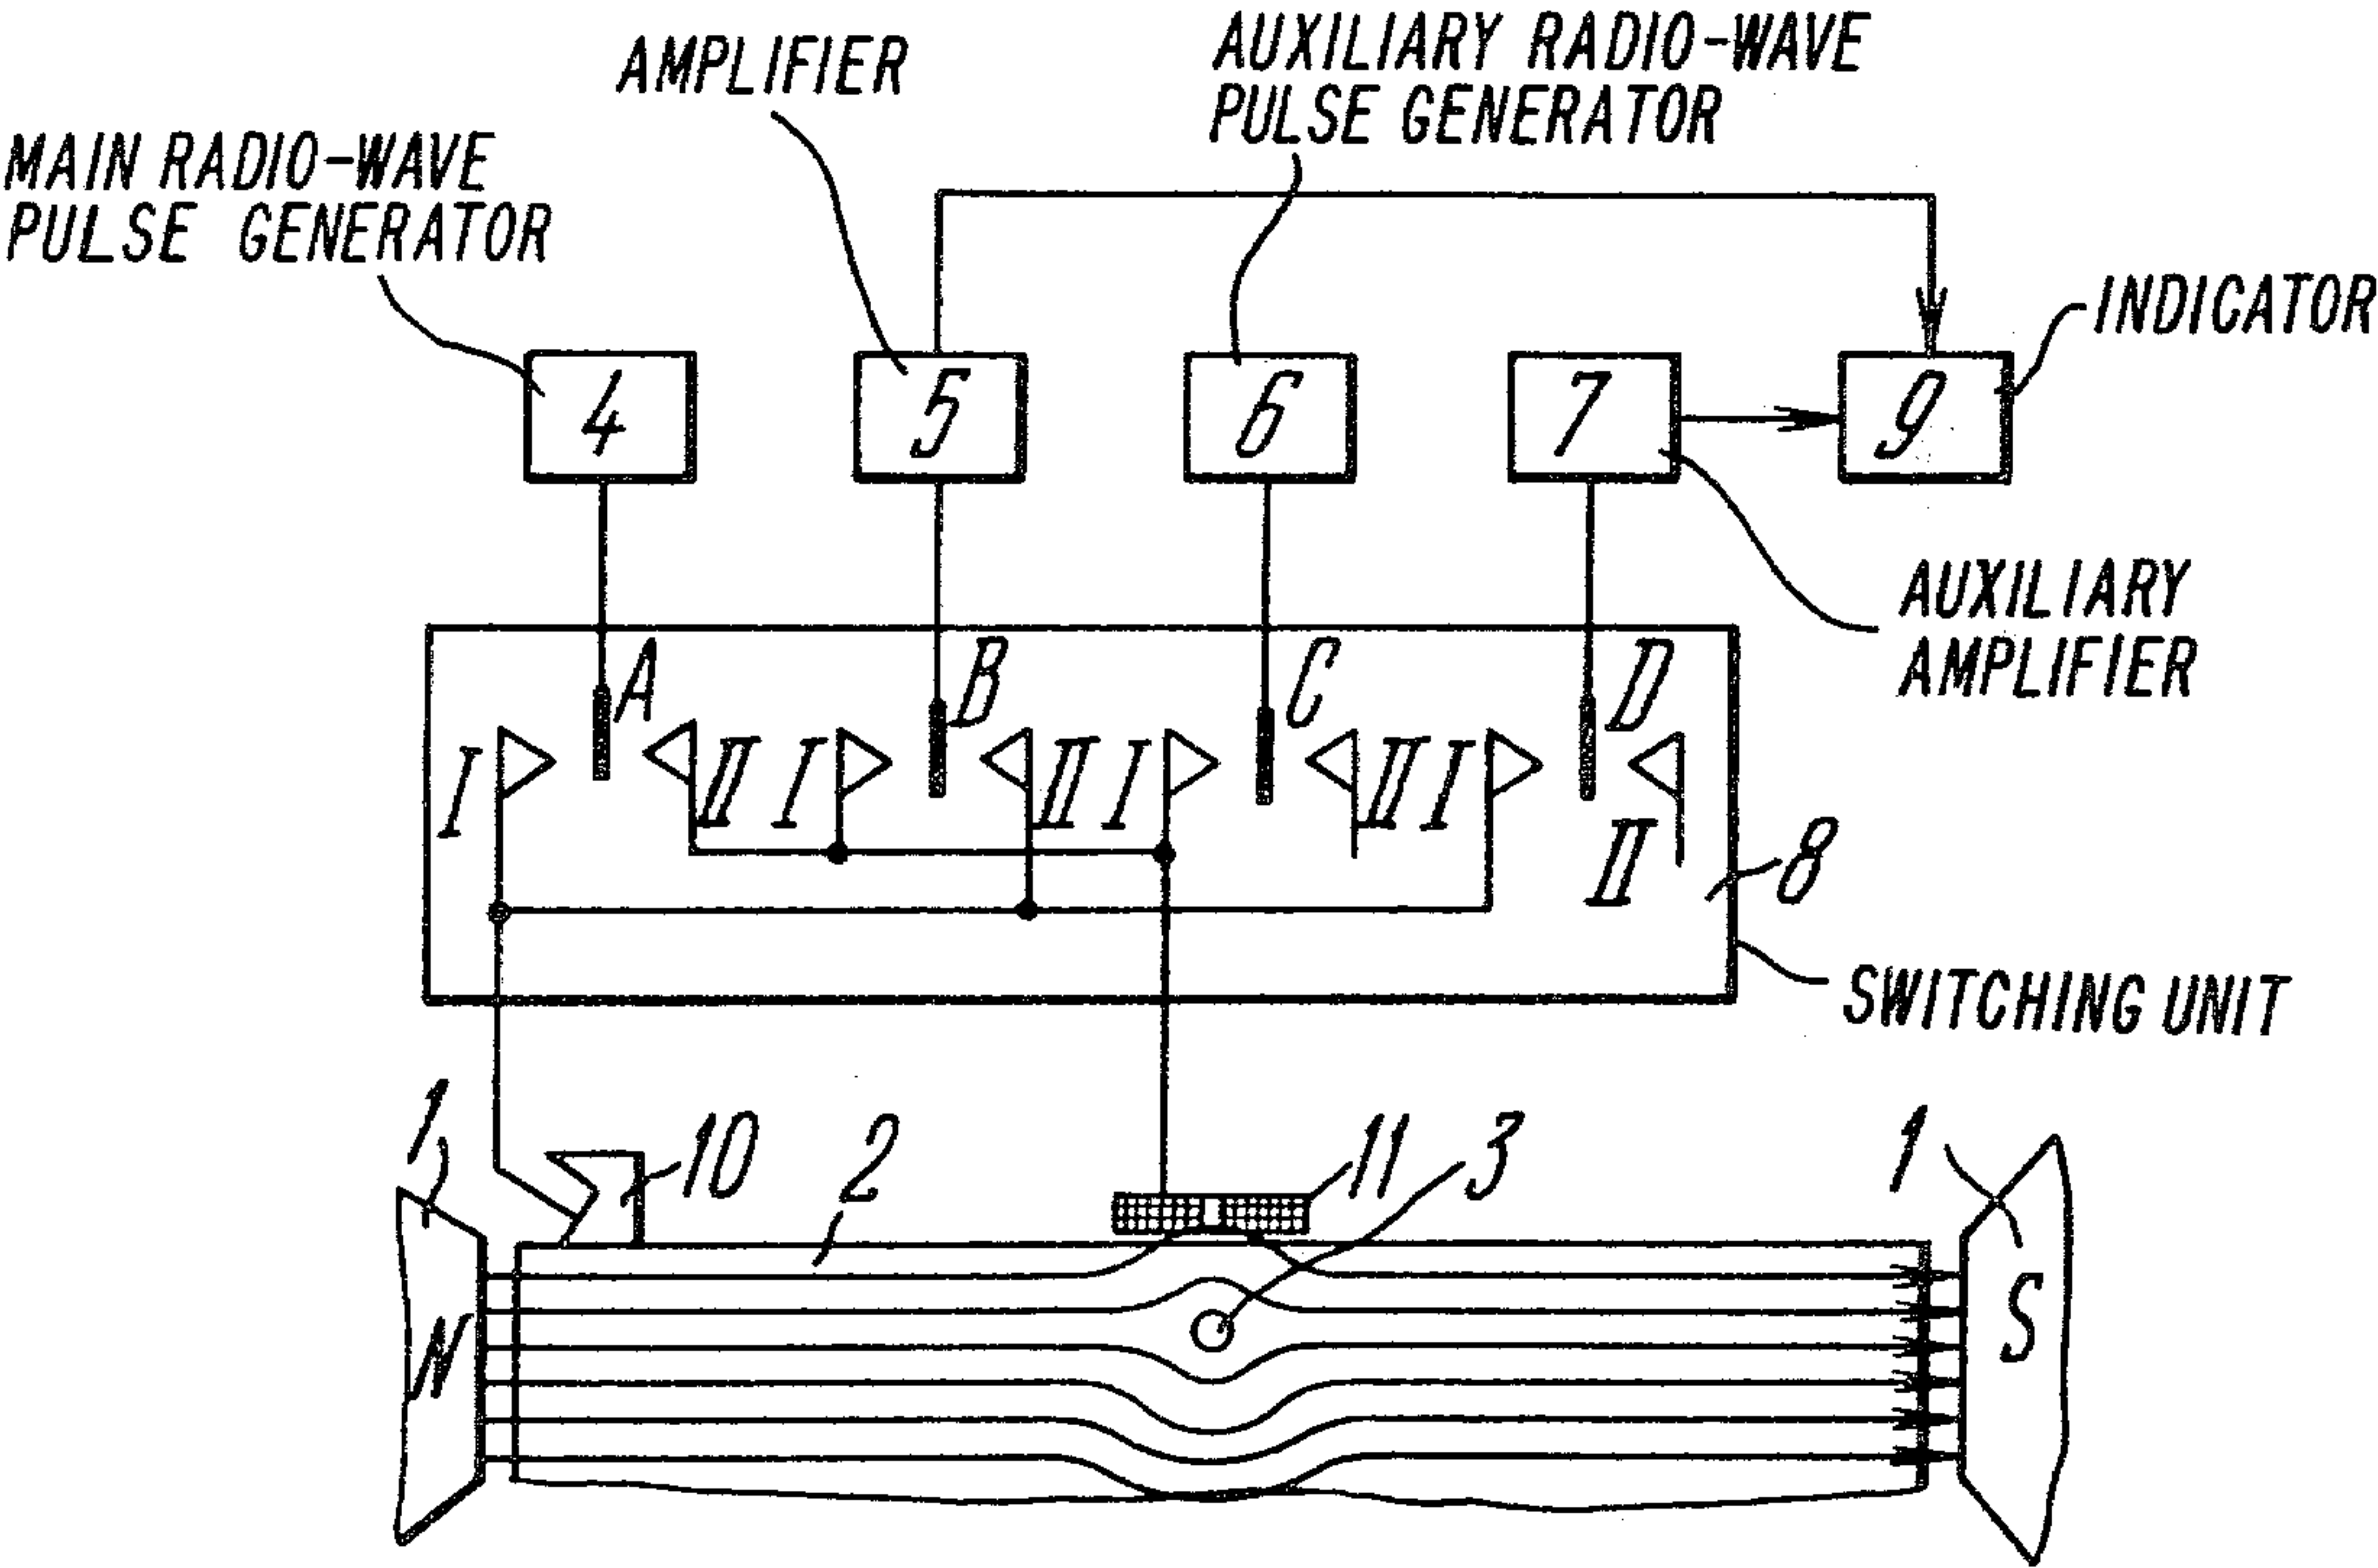 AMPLIFIER
AUXILIARY RADIO-WAVE
PULSE GENERATOR
MAIN RADIO-WAVE
PULSE GENERATOR
INDICATOR
4
5
6
7
9
AUXILIARY
AMPLIFIER
A
B
C
D
I
II
I
II
I
II
I
II
8
SWITCHING UNIT
1
10
2
11
3
1
N
S